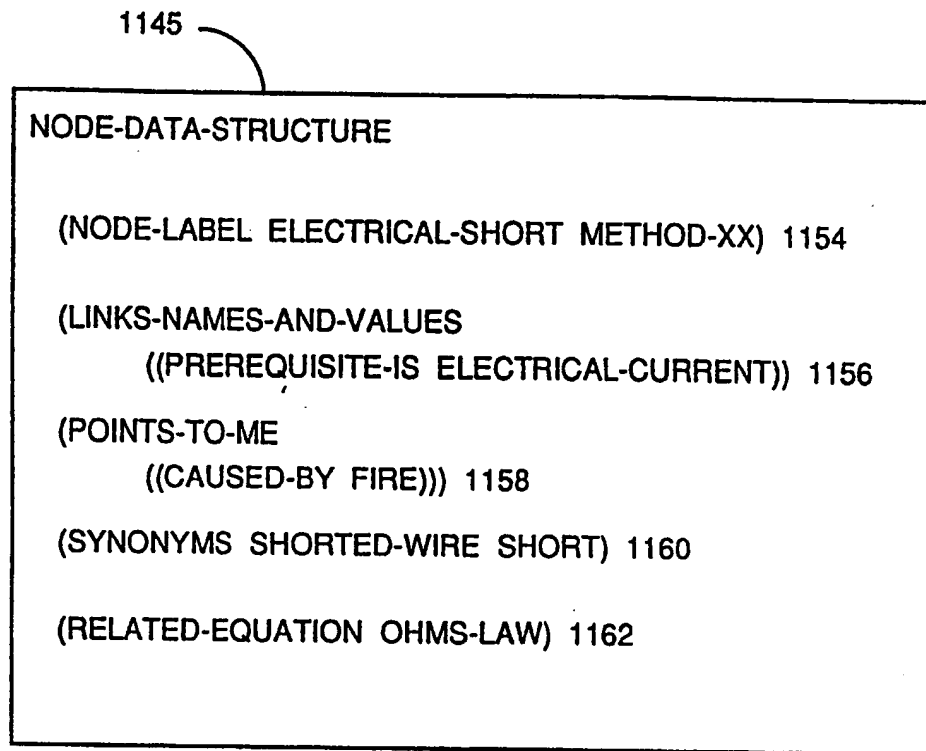 1145
NODE-DATA-STRUCTURE
(NODE-LABEL ELECTRICAL-SHORT METHOD-XX) 1154
(LINKS-NAMES-AND-VALUES
((PREREQUISITE-IS ELECTRICAL-CURRENT)) 1156
(POINTS-TO-ME
((CAUSED-BY FIRE))) 1158
(SYNONYMS SHORTED-WIRE SHORT) 1160
(RELATED-EQUATION OHMS-LAW) 1162